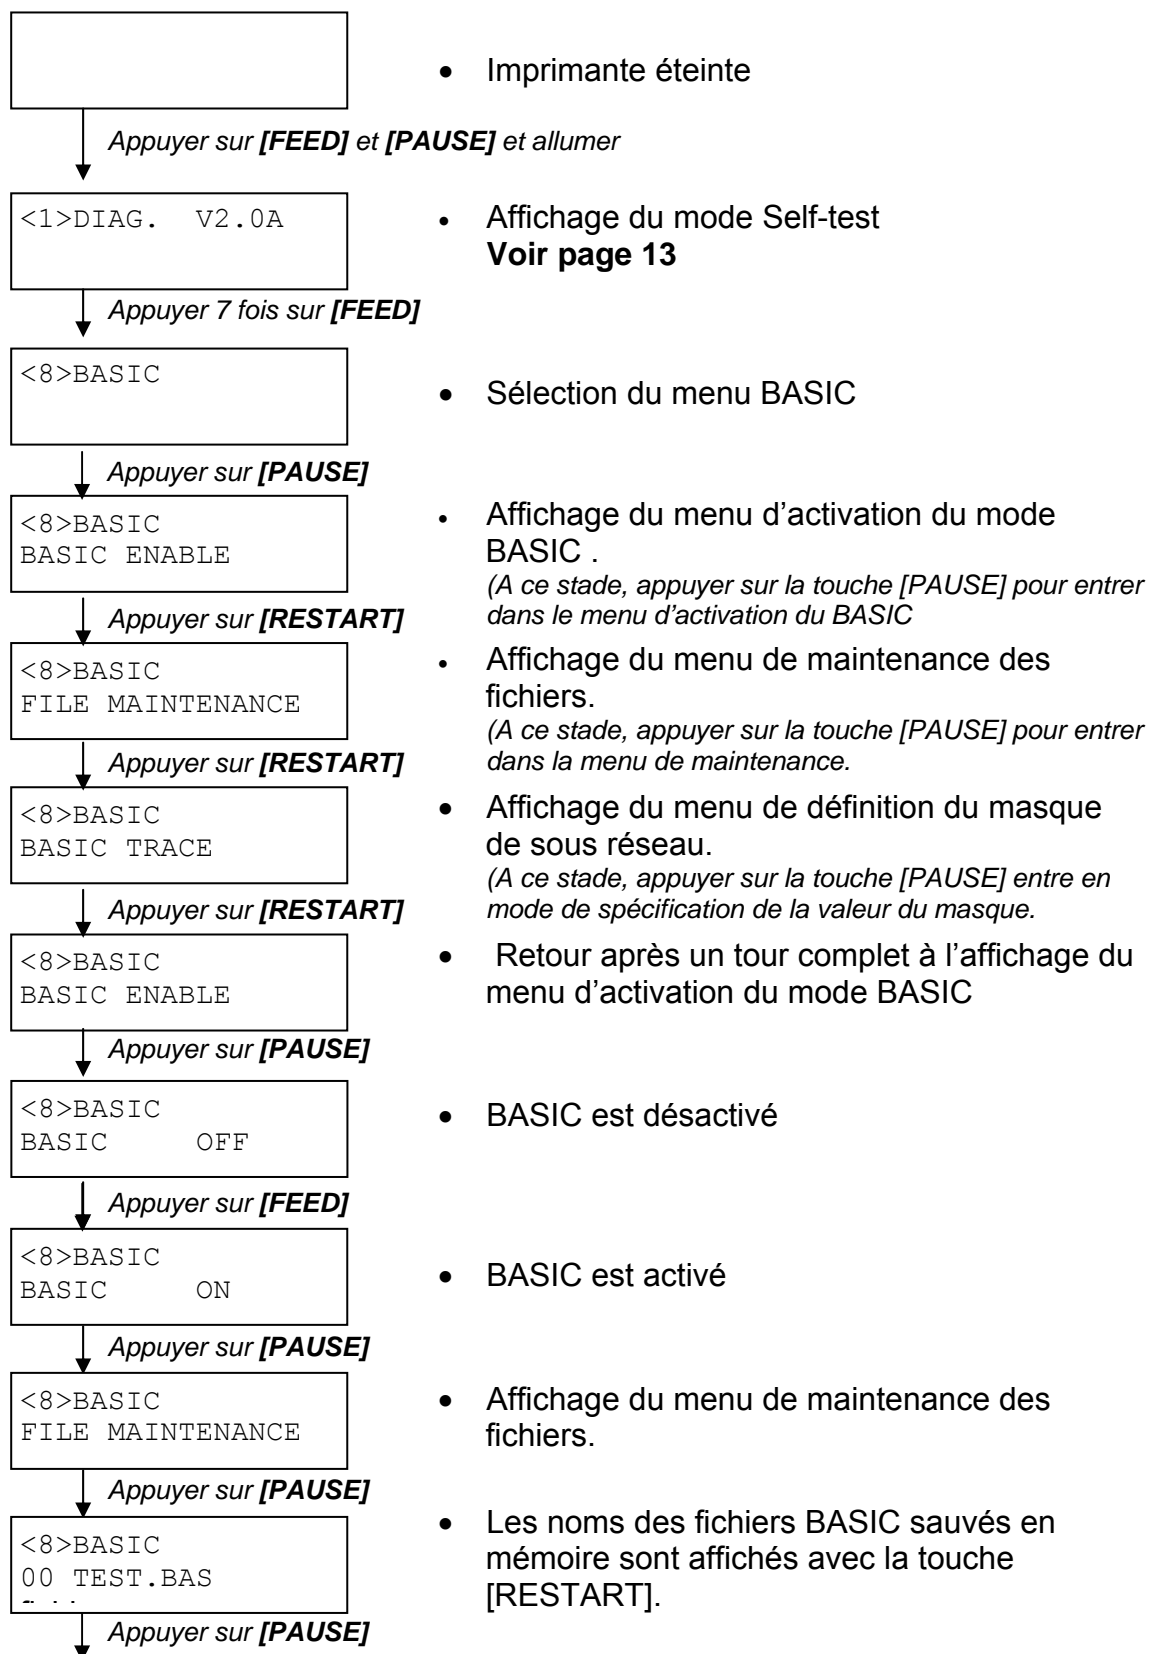 Imprimante éteinte
Appuyer sur [FEED] et [PAUSE] et allumer
<1>DIAG. V2.0A
Affichage du mode Self-test
Voir page 13
Appuyer 7 fois sur [FEED]
<8>BASIC
Sélection du menu BASIC
Appuyer sur [PAUSE]
<8>BASIC
BASIC ENABLE
Affichage du menu d’activation du mode
BASIC .
(A ce stade, appuyer sur la touche [PAUSE] pour entrer
dans le menu d’activation du BASIC
Appuyer sur [RESTART]
<8>BASIC
FILE MAINTENANCE
Affichage du menu de maintenance des
fichiers.
(A ce stade, appuyer sur la touche [PAUSE] pour entrer
dans la menu de maintenance.
Appuyer sur [RESTART]
<8>BASIC
BASIC TRACE
Affichage du menu de définition du masque
de sous réseau.
(A ce stade, appuyer sur la touche [PAUSE] entre en
mode de spécification de la valeur du masque.
Appuyer sur [RESTART]
<8>BASIC
BASIC ENABLE
Retour après un tour complet à l’affichage du
menu d’activation du mode BASIC
Appuyer sur [PAUSE]
<8>BASIC
BASIC OFF
BASIC est désactivé
Appuyer sur [FEED]
<8>BASIC
BASIC ON
BASIC est activé
Appuyer sur [PAUSE]
<8>BASIC
FILE MAINTENANCE
Affichage du menu de maintenance des
fichiers.
Appuyer sur [PAUSE]
<8>BASIC
00 TEST.BAS
Les noms des fichiers BASIC sauvés en
mémoire sont affichés avec la touche
[RESTART].
Appuyer sur [PAUSE]